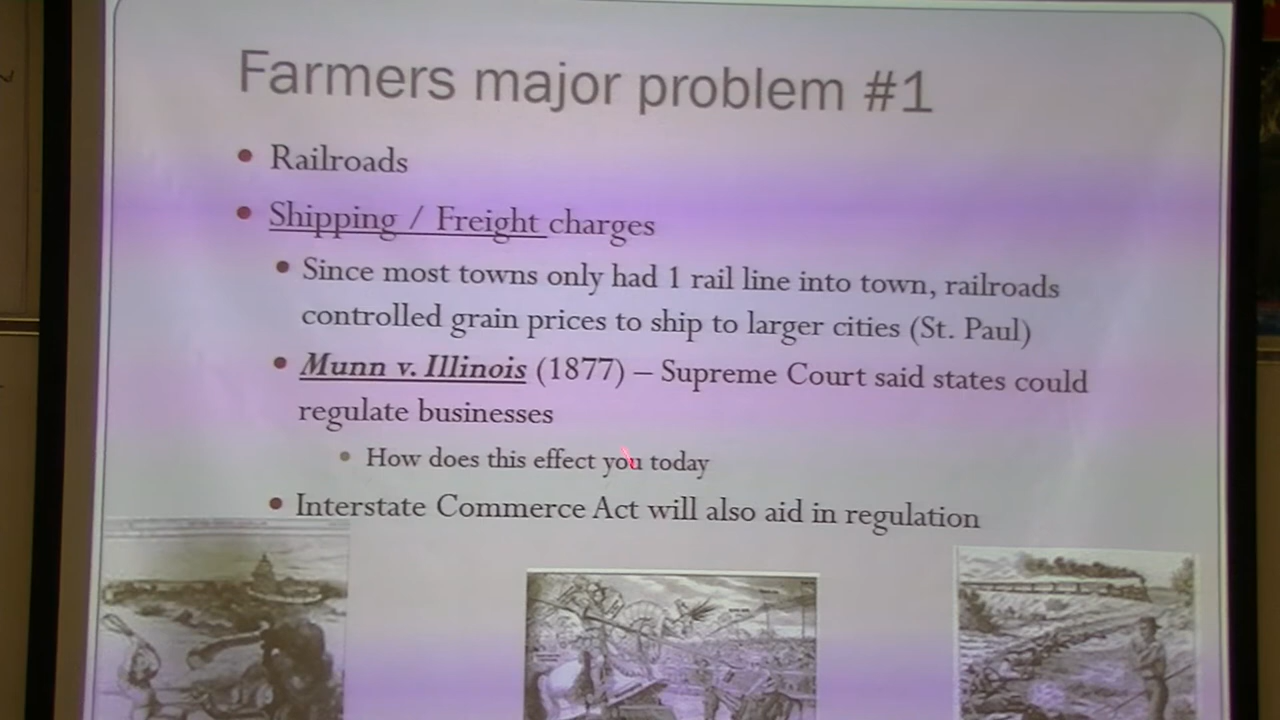 Farmers major problem #1
• Railroads
• Shipping / Freight charges
• Since most towns only had 1 rail line into town, railroads
controlled grain prices to ship to larger cities (St. Paul)
• Munn v. Illinois (1877) – Supreme Court said states could
regulate businesses
• How does this effect you today
• Interstate Commerce Act will also aid in regulation